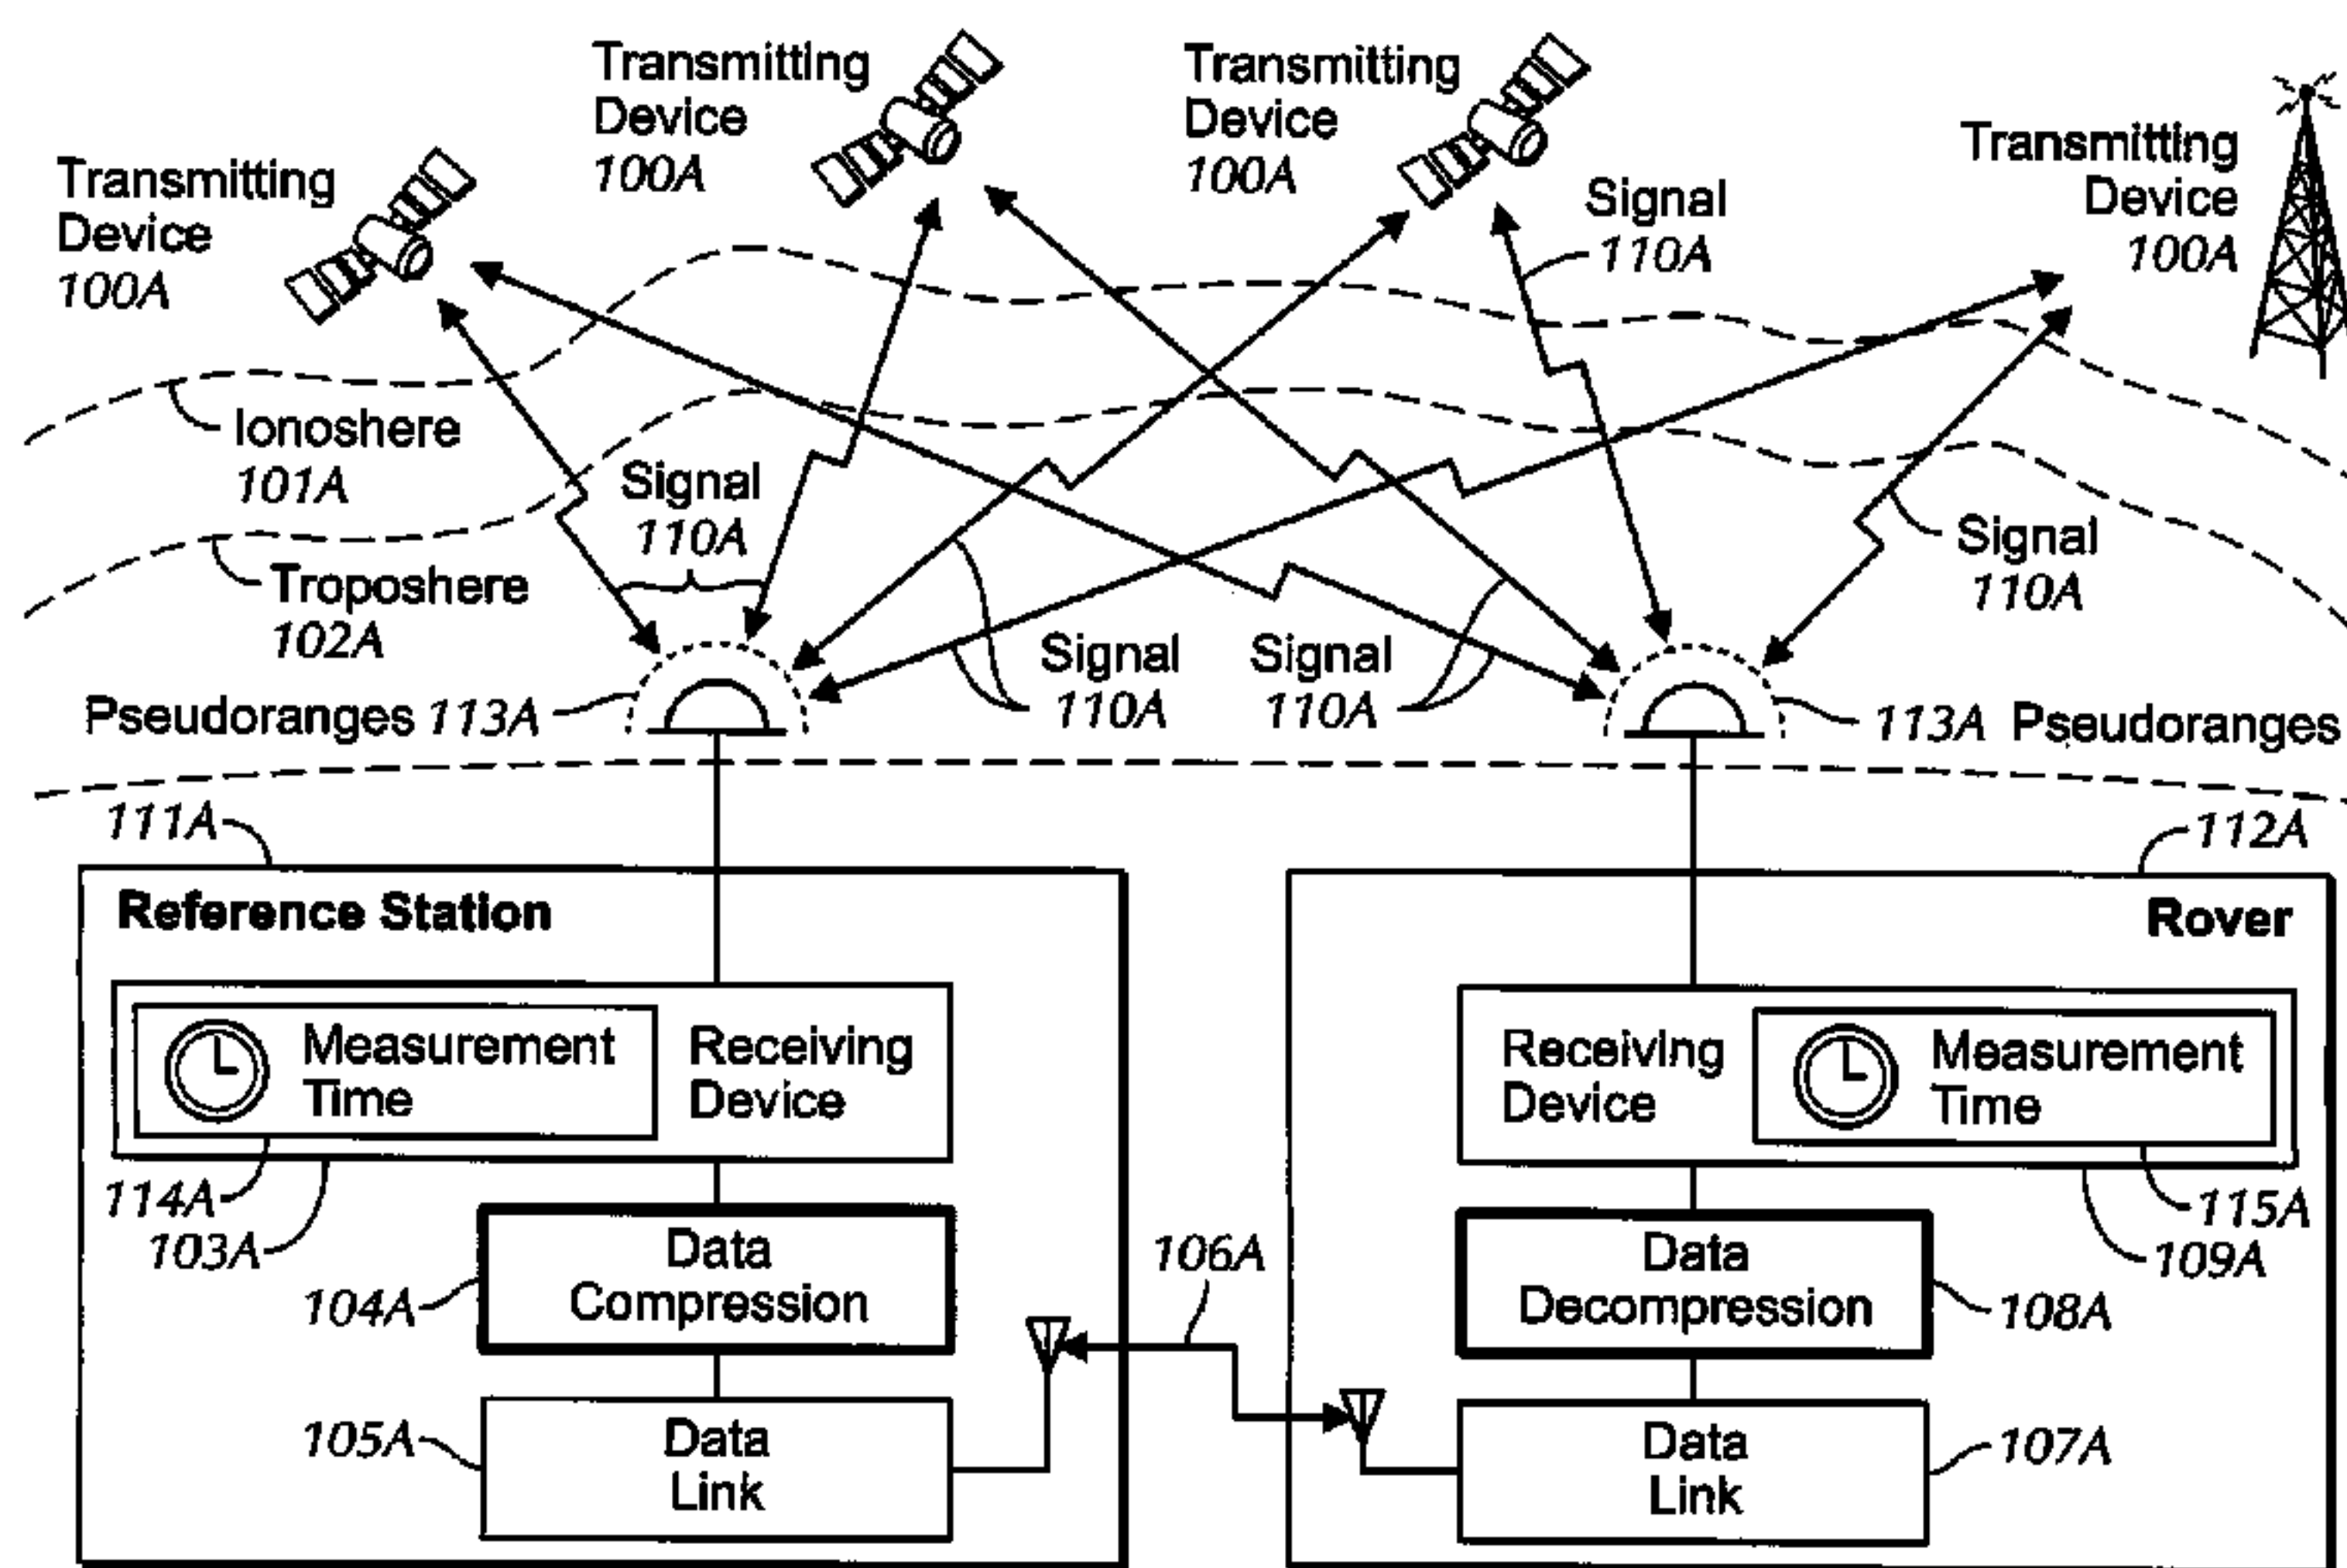 Transmitting
Device
100A
Transmitting
Device
100A
Transmitting
Device
100A
Transmitting
Device
100A
Signal
110A
Ionoshere
101A
Signal
110A
Signal
110A
Troposhere
102A
Signal
110A
Signal
110A
Pseudoranges 113A
113A Pseudoranges
111A
112A
Reference Station
Measurement
Time
Receiving
Device
114A
103A
Data
Compression
104A
Data
Link
105A
106A
Rover
Receiving
Device
Measurement
Time
115A
109A
Data
Decompression
108A
Data
Link
107A